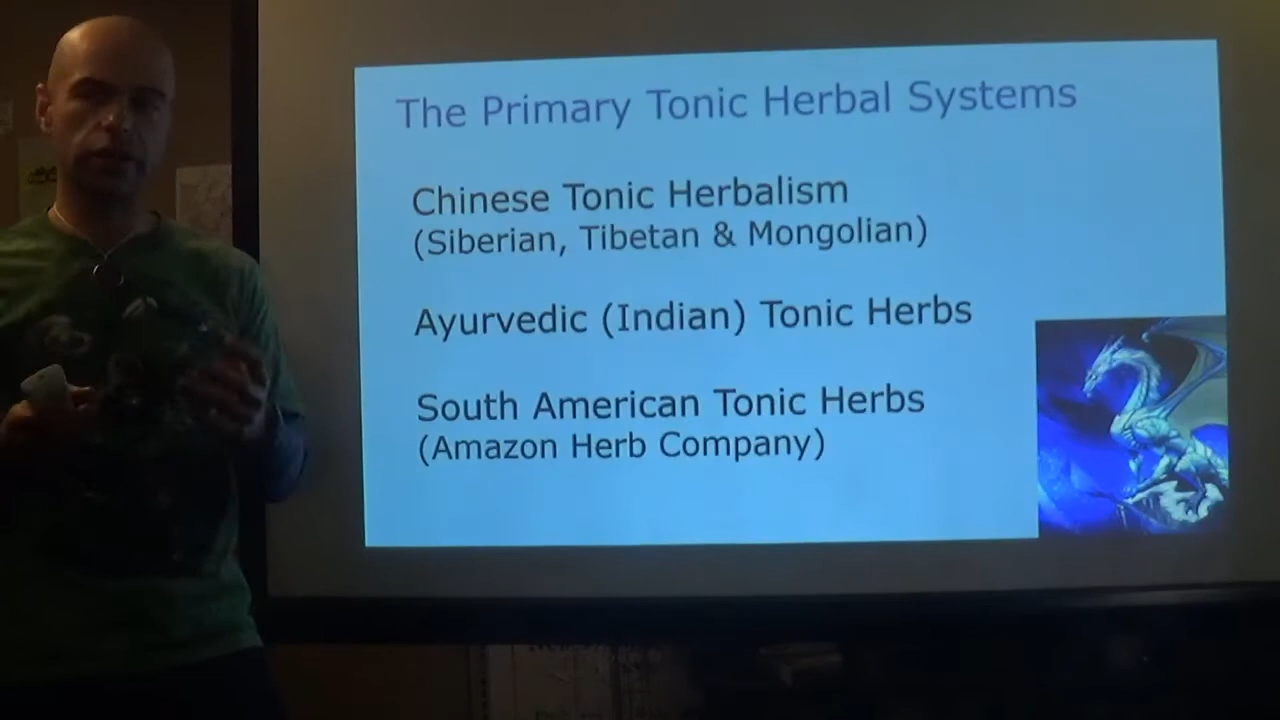 The Primary Tonic Herbal Systems
Chinese Tonic Herbalism
(Siberian, Tibetan & Mongolian)
Ayurvedic (Indian) Tonic Herbs
South American Tonic Herbs
(Amazon Herb Company)